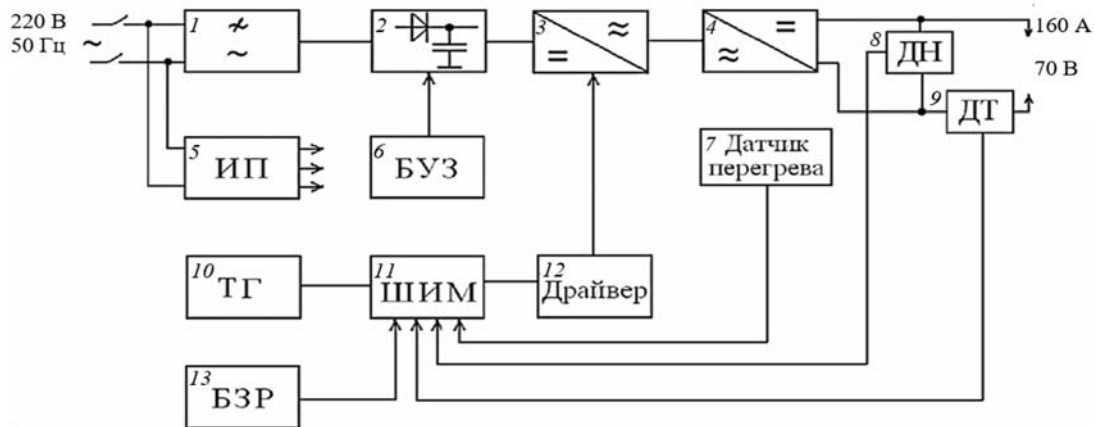 220 В
50 Гц
~
1
~
~
2
3
=
≈
4
≈
=
160 А
70 В
8
ДН
9
ДТ
5
ИП
6
БУЗ
7 Датчик
перегрева
10
ТГ
11
ШИМ
12
Драйвер
13
БЗР